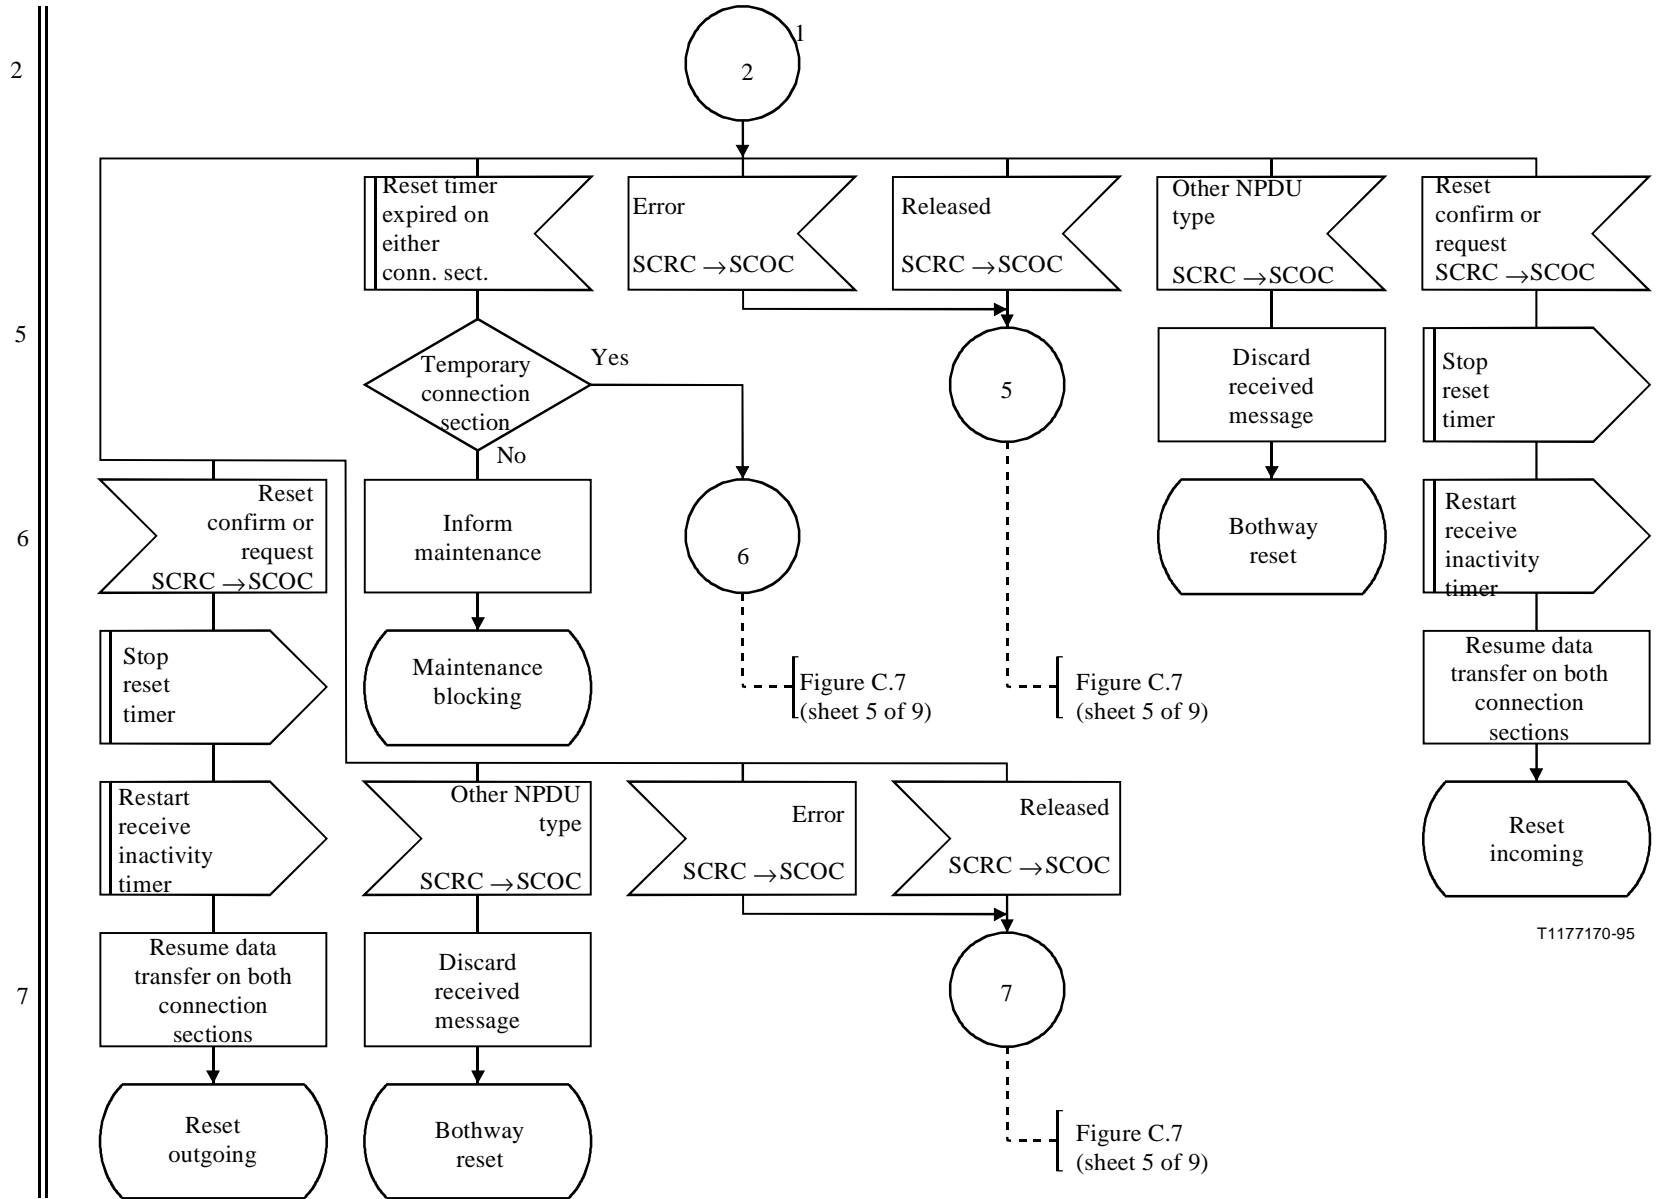 1
2
2
Reset timer
expired on
either
conn. sect.
Error
SCRC →SCOC
Released
SCRC →SCOC
Other NPDU
type
SCRC →SCOC
Reset
confirm or
request
SCRC →SCOC
5
Temporary
connection
section
Yes
No
5
Discard
received
message
Stop
reset
timer
6
Reset
confirm or
request
SCRC →SCOC
Inform
maintenance
6
Bothway
reset
Restart
receive
inactivity
timer
Stop
reset
timer
Maintenance
blocking
Figure C.7
(sheet 5 of 9)
Figure C.7
(sheet 5 of 9)
Resume data
transfer on both
connection
sections
Restart
receive
inactivity
timer
Other NPDU
type
SCRC →SCOC
Error
SCRC →SCOC
Released
SCRC →SCOC
Reset
incoming
T1177170-95
7
Resume data
transfer on both
connection
sections
Discard
received
message
7
Reset
outgoing
Bothway
reset
Figure C.7
(sheet 5 of 9)